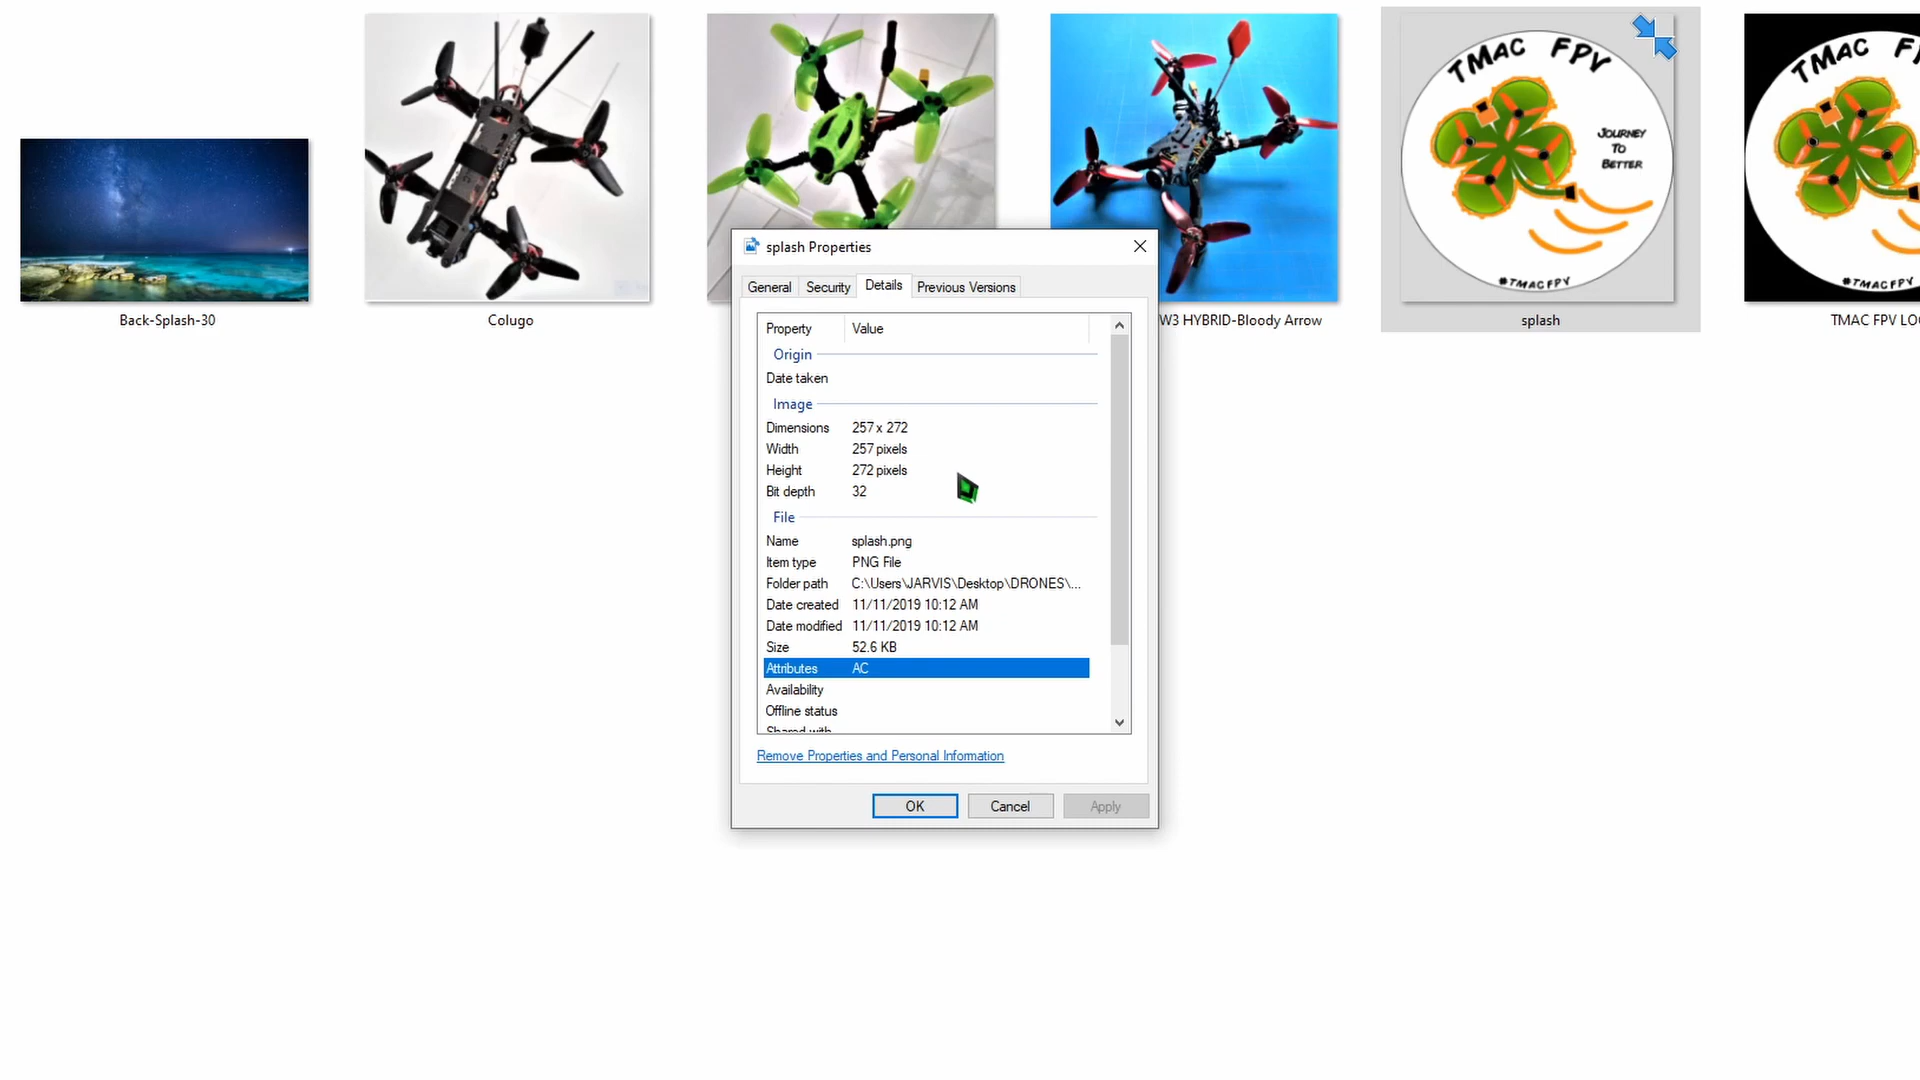 TMAC FPV
JOURNEY
TO
BETTER
#TMACFPV
TMAC
#TMACFPV
Back-Splash-30
Colugo
W3 HYBRID-Bloody Arrow
splash
TMAC FPV LO
splash Properties
General
Security
Details
Previous Versions
Property Value
Origin
Date taken
Image
Dimensions 257 x 272
Width 257 pixels
Height 272 pixels
Bit depth 32
File
Name splash.png
Item type PNG File
Folder path C:\Users\JARVIS\Desktop\DRONES\...
Date created 11/11/2019 10:12 AM
Date modified 11/11/2019 10:12 AM
Size 52.6 KB
Attributes AC
Availability
Offline status
Shared with
Remove Properties and Personal Information
OK
Cancel
Apply